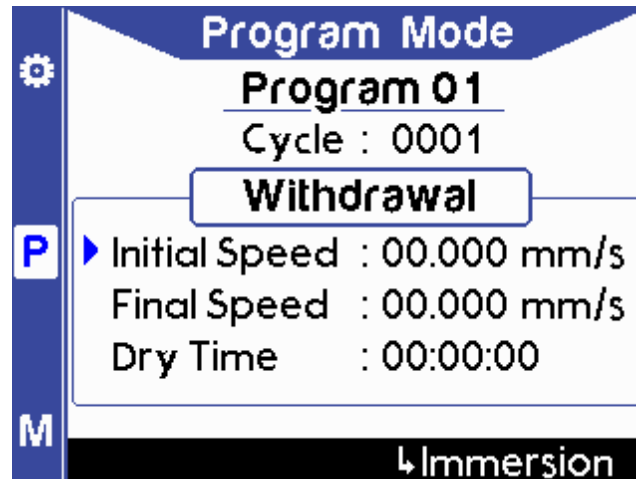 Program Mode
Program 01
Cycle : 0001
Withdrawal
P
Initial Speed : 00.000 mm/s
Final Speed : 00.000 mm/s
Dry Time : 00:00:00
M
↳Immersion